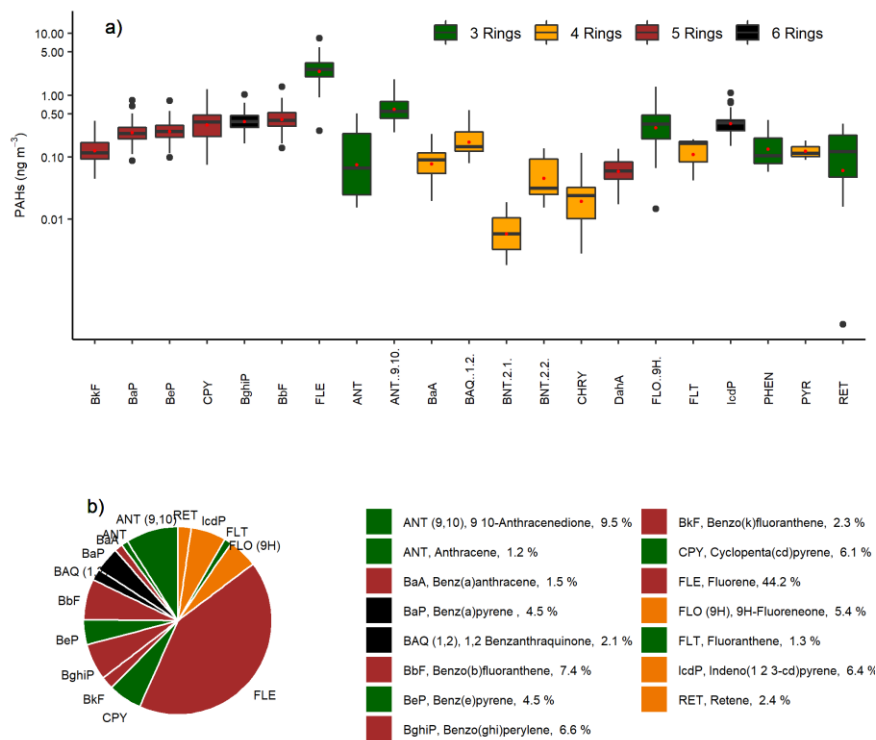 a)
3 Rings 4 Rings 5 Rings 6 Rings
PAHs (ng m⁻³)
10.00
5.00
1.00
0.50
0.10
0.01
BkF BaP BeP CPY BghiP BbF FLE ANT ANT..9.10. BaA BAQ..1.2. BNT.2.1. BNT.2.2. CHRY DahA FLO..9H. FLT IcdP PHEN PYR RET
b)
ANT (9,10) RET IcdP
ANT FLT
BaA FLO (9H)
BaP
BAQ (1,2
BbF
BeP
BghiP
BkF
CPY
FLE
ANT (9,10), 9 10-Anthracenedione, 9.5 %
ANT, Anthracene, 1.2 %
BaA, Benz(a)anthracene, 1.5 %
BaP, Benz(a)pyrene , 4.5 %
BAQ (1,2), 1,2 Benzanthraquinone, 2.1 %
BbF, Benzo(b)fluoranthene, 7.4 %
BeP, Benz(e)pyrene, 4.5 %
BghiP, Benzo(ghi)perylene, 6.6 %
BkF, Benzo(k)fluoranthene, 2.3 %
CPY, Cyclopenta(cd)pyrene, 6.1 %
FLE, Fluorene, 44.2 %
FLO (9H), 9H-Fluoreneone, 5.4 %
FLT, Fluoranthene, 1.3 %
IcdP, Indeno(1 2 3-cd)pyrene, 6.4 %
RET, Retene, 2.4 %